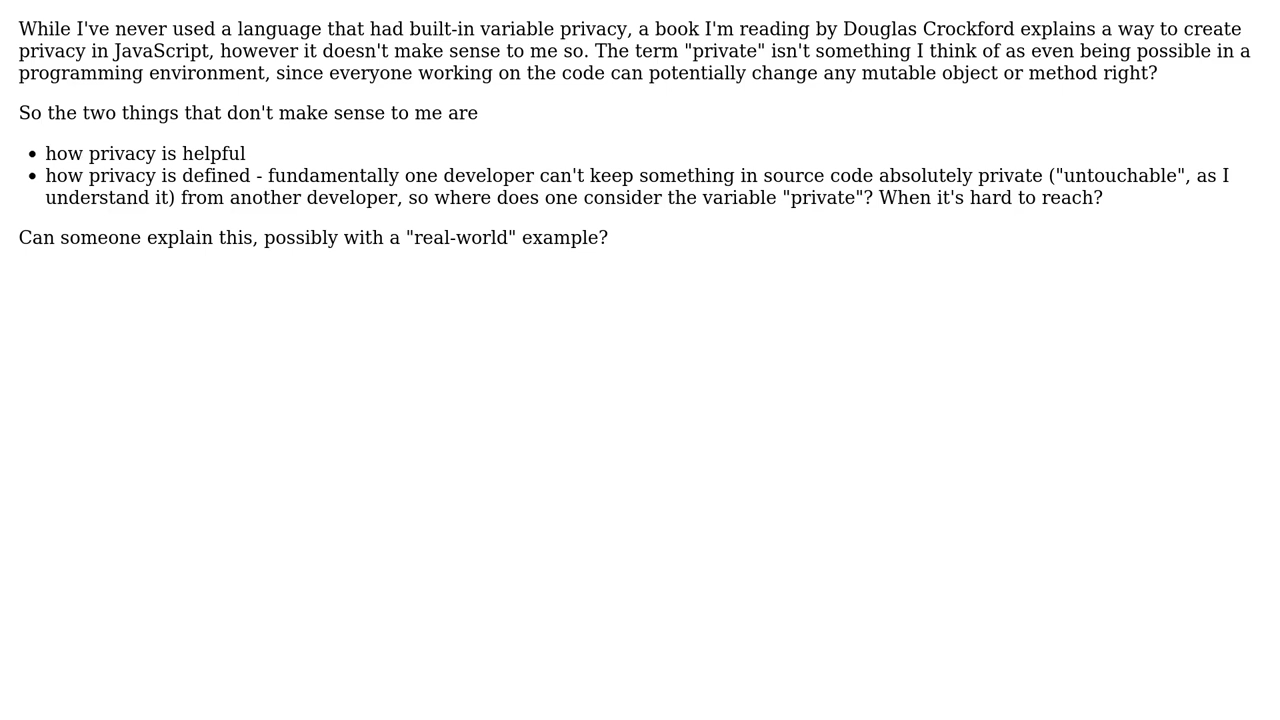 While I've never used a language that had built-in variable privacy, a book I'm reading by Douglas Crockford explains a way to create
privacy in JavaScript, however it doesn't make sense to me so. The term "private" isn't something I think of as even being possible in a
programming environment, since everyone working on the code can potentially change any mutable object or method right?
So the two things that don't make sense to me are
• how privacy is helpful
• how privacy is defined - fundamentally one developer can't keep something in source code absolutely private ("untouchable", as I
understand it) from another developer, so where does one consider the variable "private"? When it's hard to reach?
Can someone explain this, possibly with a "real-world" example?